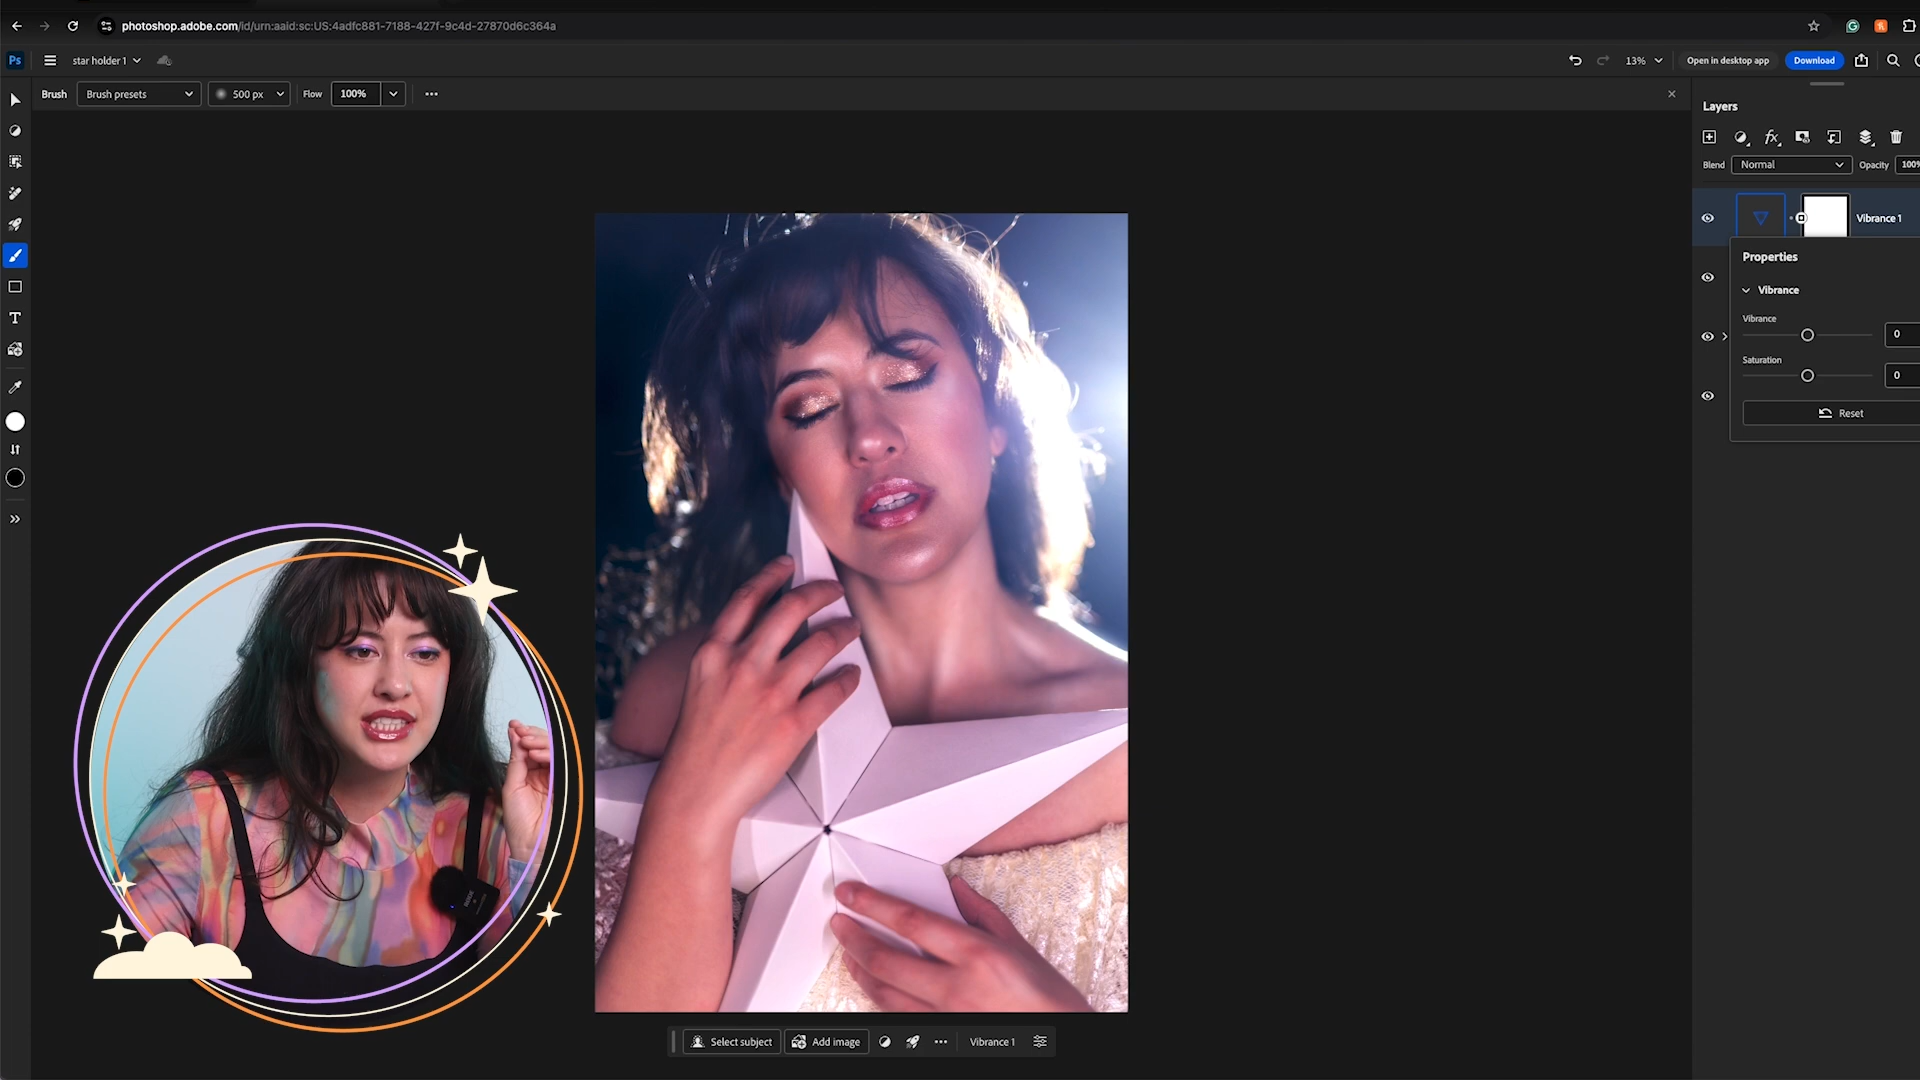 photoshop.adobe.com/id/urn:aaid:sc:US:4adfc881-7188-427f-9c4d-27870d6c364a
Ps star holder 1 13% Open in desktop app Download
Brush Brush presets 500 px Flow 100%
Layers
fx
Blend Normal Opacity 100%
Vibrance 1
Properties
Vibrance
Vibrance
0
Saturation
0
Reset
T
Select subject Add image Vibrance 1